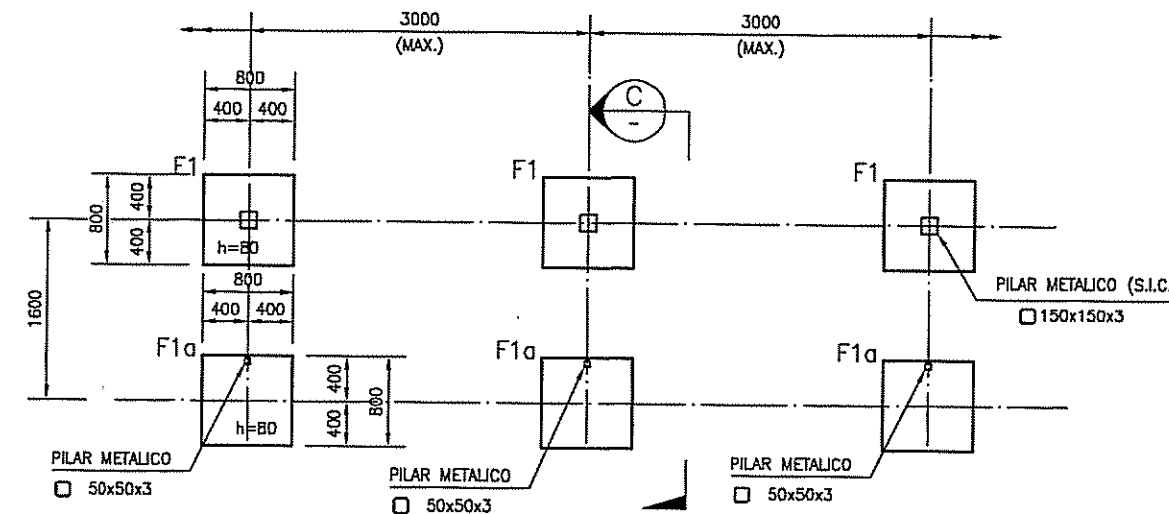 3000
(MAX.)
3000
(MAX.)
800
400 400
C
-
F1
F1
F1
800
400
400
h=80
1600
800
400 400
PILAR METALICO (S.I.C.
150x150x3
F1a
F1a
F1a
400
400
800
h=80
PILAR METALICO
50x50x3
PILAR METALICO
50x50x3
PILAR METALICO
50x50x3